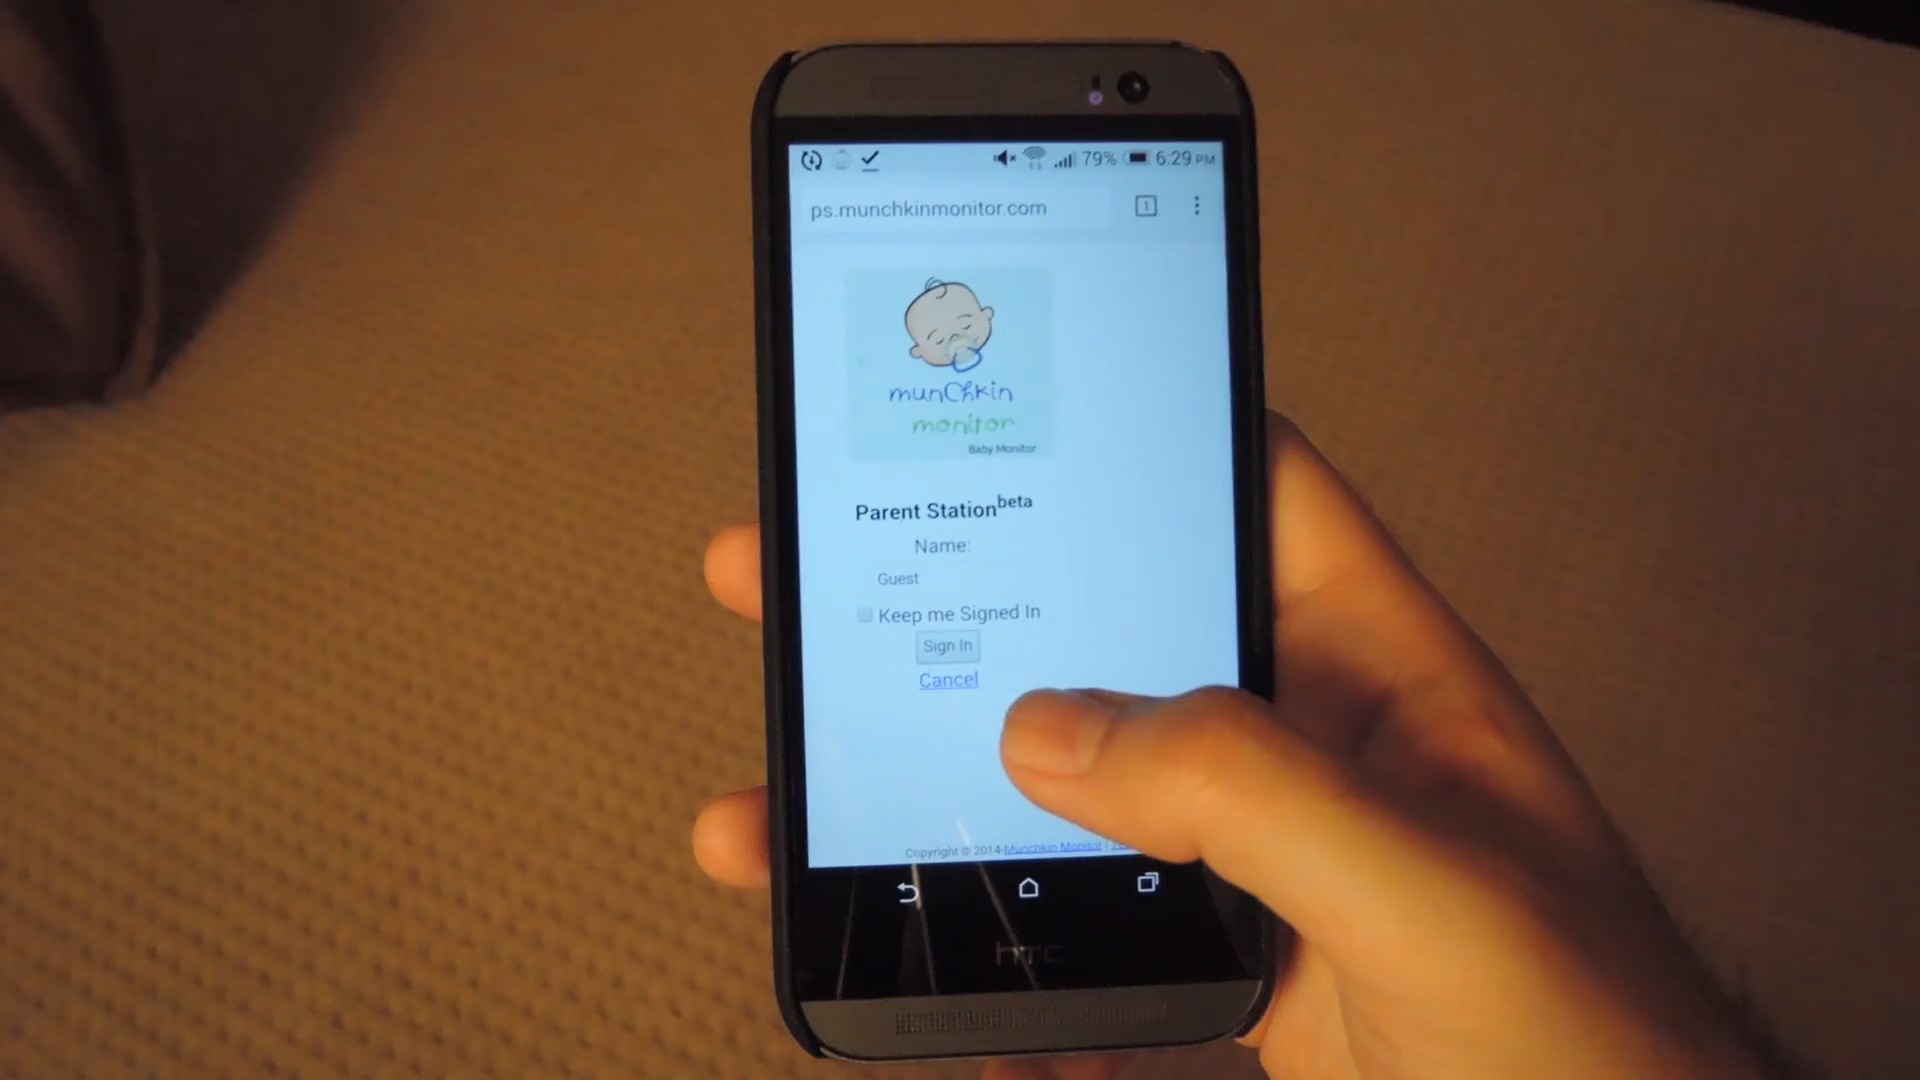 79% 6:29 PM
ps.munchkinmonitor.com
1
munchkin
monitor
Baby Monitor
Parent Station beta
Name:
Guest
Keep me Signed In
Sign In
Cancel
Copyright © 2014 Munchkin Monitor |
hTC